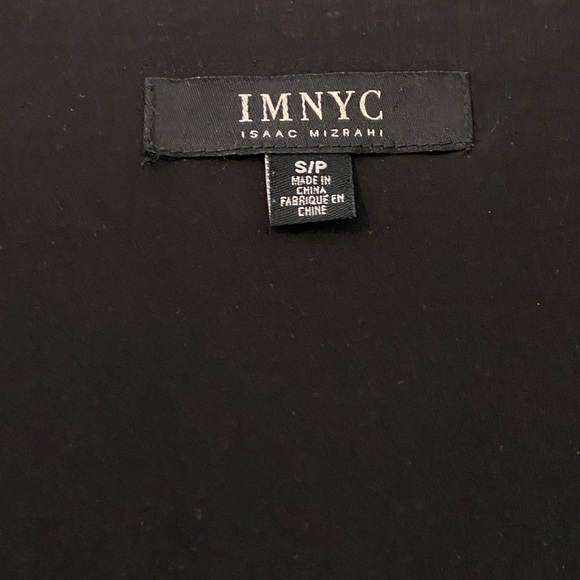 IMNYC
ISAAC MIZRAHI
S/P
MADE IN
CHINA
FABRIQUE EN
CHINE